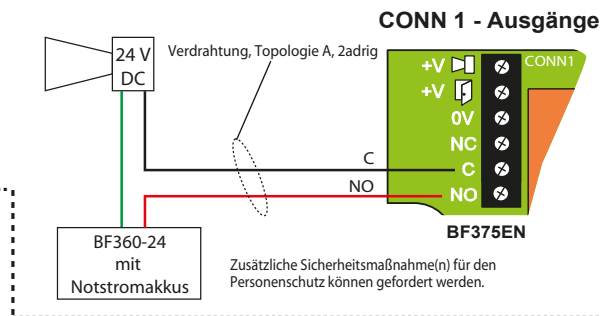 CONN 1 - Ausgänge
24 V
DC
Verdrahtung, Topologie A, 2adrig
+V
CONN1
+V
0V
NC
C
C
NO
NO
BF375EN
BF360-24
mit
Notstromakkus
Zusätzliche Sicherheitsmaßnahme(n) für den
Personenschutz können gefordert werden.